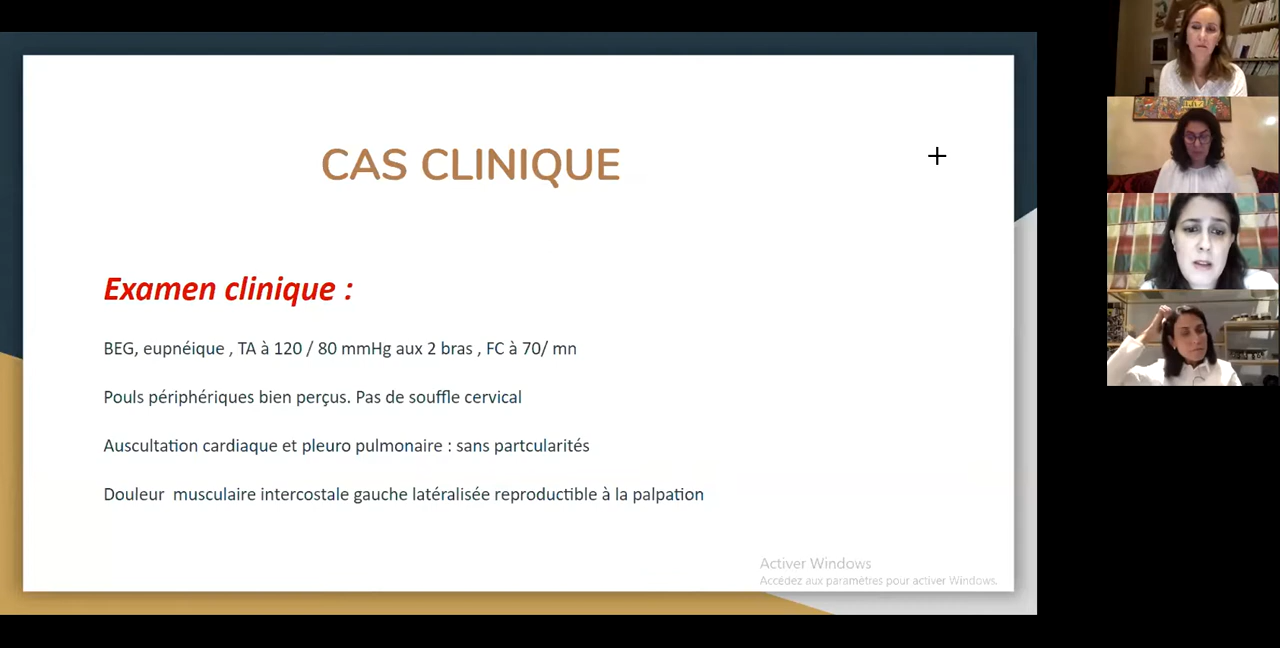 CAS CLINIQUE
Examen clinique :
BEG, eupnéique , TA à 120 / 80 mmHg aux 2 bras , FC à 70/ mn
Pouls périphériques bien perçus. Pas de souffle cervical
Auscultation cardiaque et pleuro pulmonaire : sans partcularités
Douleur  musculaire intercostale gauche latéralisée reproductible à la palpation
Activer Windows
Accédez aux paramètres pour activer Windows.